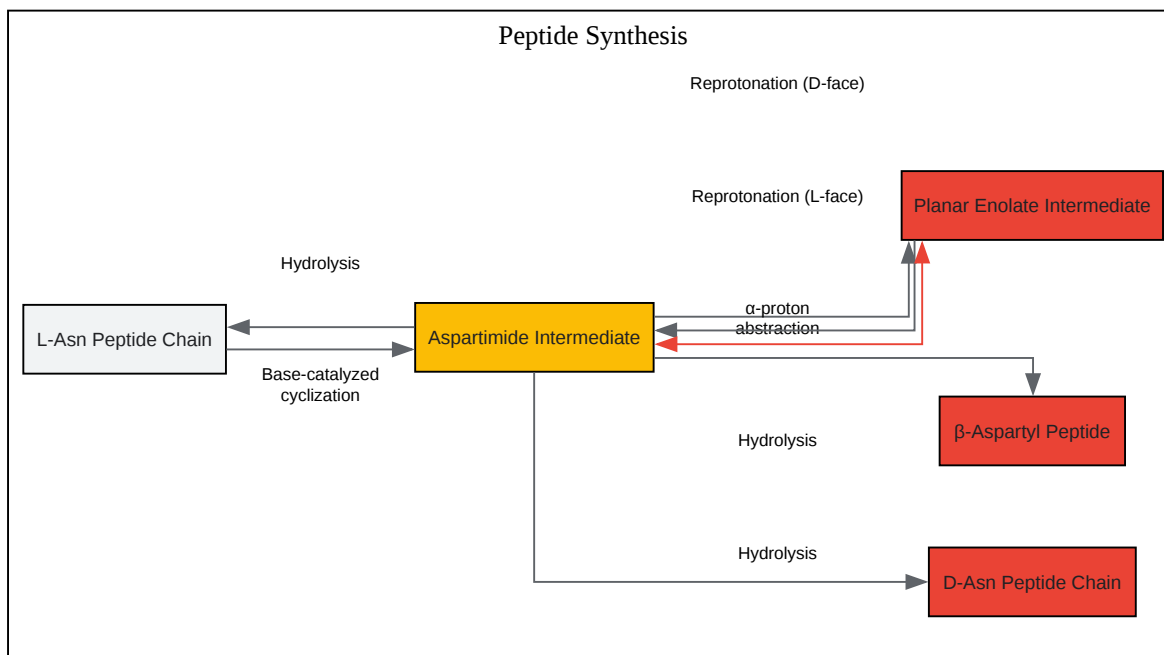 Peptide Synthesis
Reprotonation (D-face)
Reprotonation (L-face)
Planar Enolate Intermediate
Hydrolysis
α-proton
abstraction
L-Asn Peptide Chain
Aspartimide Intermediate
Base-catalyzed
cyclization
β-Aspartyl Peptide
Hydrolysis
Hydrolysis
D-Asn Peptide Chain